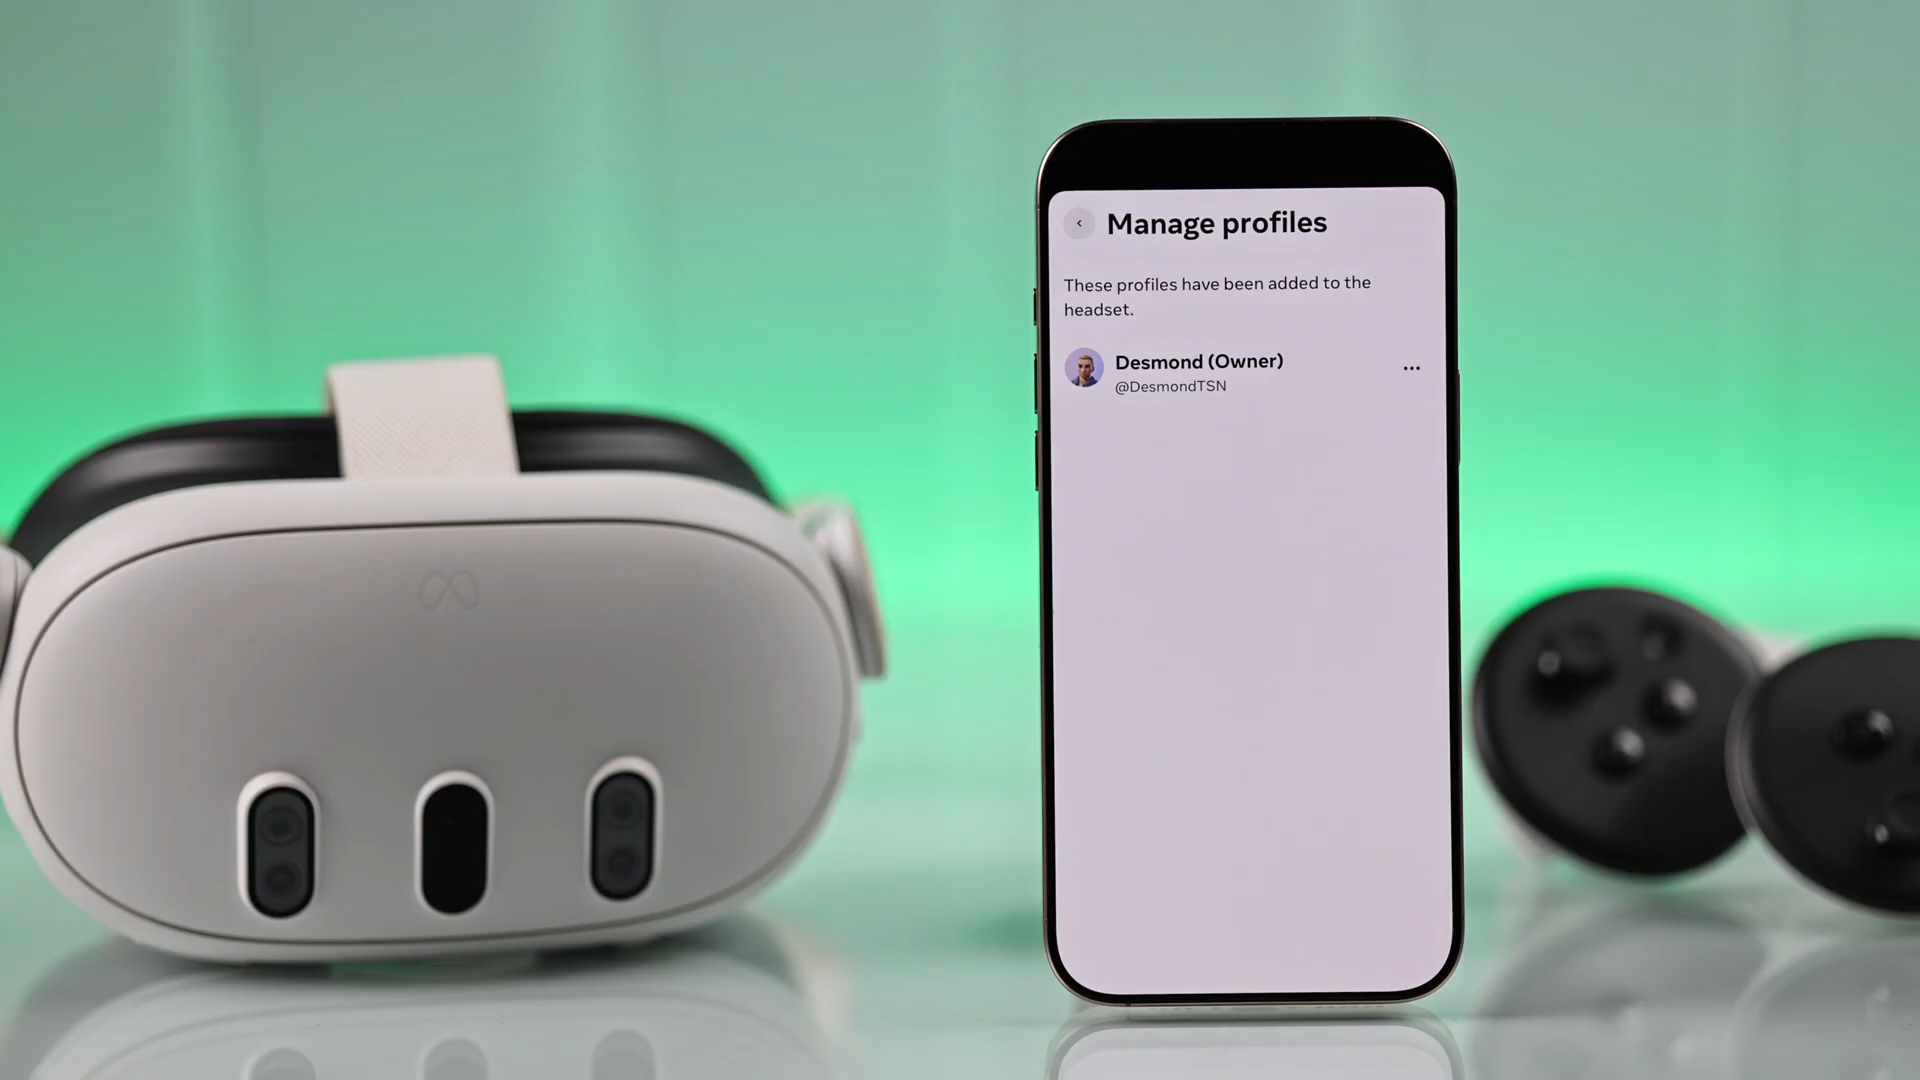 Manage profiles
These profiles have been added to the
headset.
Desmond (Owner)
@DesmondTSN